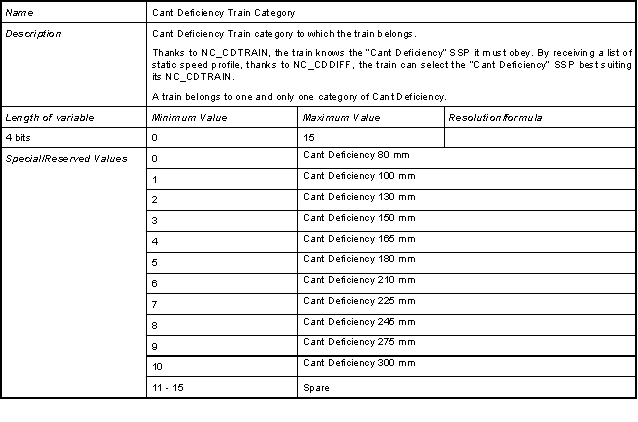 Name Cant Deficiency Train Category
Description Cant Deficiency Train category to which the train belongs.
Thanks to NC_CDTRAIN, the train knows the "Cant Deficiency" SSP it must obey. By receiving a list of
static speed profile, thanks to NC_CDDIFF, the train can select the "Cant Deficiency" SSP best suiting
its NC_CDTRAIN.
A train belongs to one and only one category of Cant Deficiency.
Length of variable Minimum Value Maximum Value Resolution/formula
4 bits 0 15
Special/Reserved Values 0 Cant Deficiency 80 mm
1 Cant Deficiency 100 mm
2 Cant Deficiency 130 mm
3 Cant Deficiency 150 mm
4 Cant Deficiency 165 mm
5 Cant Deficiency 180 mm
6 Cant Deficiency 210 mm
7 Cant Deficiency 225 mm
8 Cant Deficiency 245 mm
9 Cant Deficiency 275 mm
10 Cant Deficiency 300 mm
11 - 15 Spare